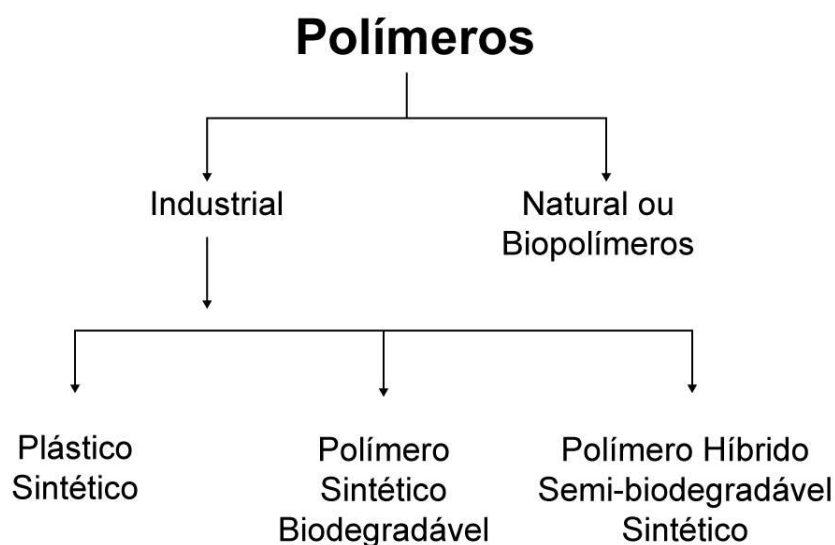 Polímeros
Industrial
Natural ou
Biopolímeros
Plástico
Sintético
Polímero
Sintético
Biodegradável
Polímero Híbrido
Semi-biodegradável
Sintético